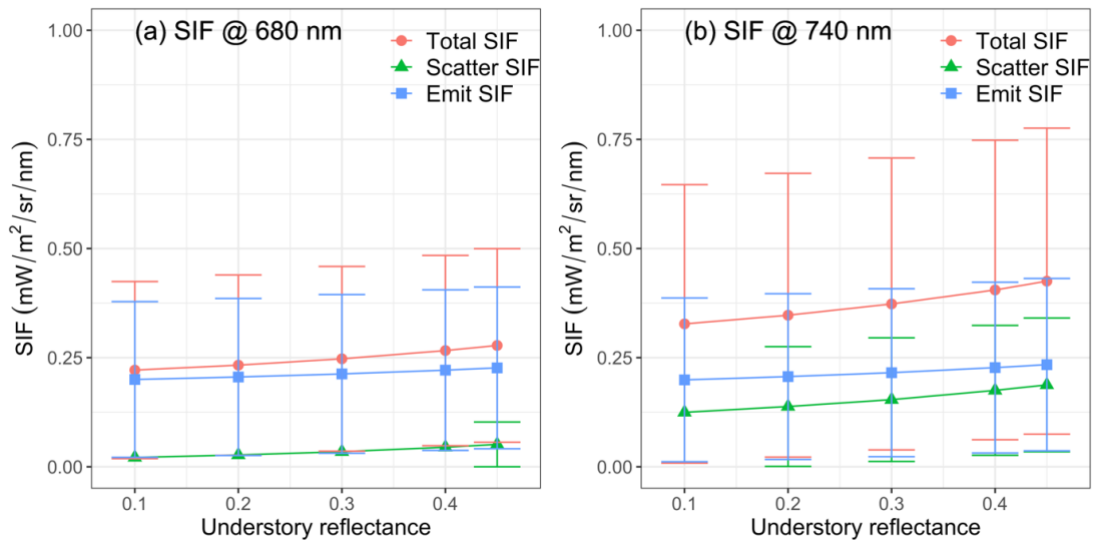 (a) SIF @ 680 nm
Total SIF
Scatter SIF
Emit SIF
1.00
0.75
0.50
0.25
0.00
SIF (mW/m²/sr/nm)
0.1 0.2 0.3 0.4
Understory reflectance
(b) SIF @ 740 nm
Total SIF
Scatter SIF
Emit SIF
1.00
0.75
0.50
0.25
0.00
SIF (mW/m²/sr/nm)
0.1 0.2 0.3 0.4
Understory reflectance